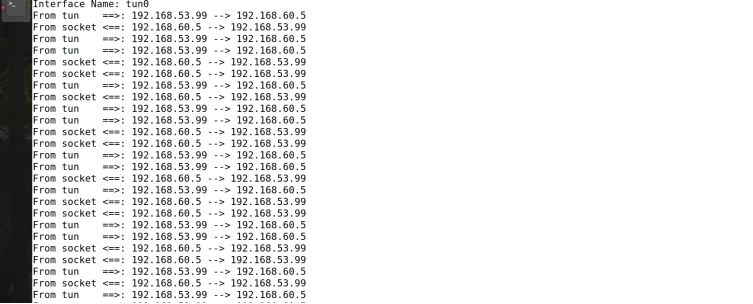 >_
Interface Name: tun0
From tun    ==>: 192.168.53.99 --> 192.168.60.5
From socket <==: 192.168.60.5 --> 192.168.53.99
From tun    ==>: 192.168.53.99 --> 192.168.60.5
From tun    ==>: 192.168.53.99 --> 192.168.60.5
From socket <==: 192.168.60.5 --> 192.168.53.99
From socket <==: 192.168.60.5 --> 192.168.53.99
From tun    ==>: 192.168.53.99 --> 192.168.60.5
From socket <==: 192.168.60.5 --> 192.168.53.99
From tun    ==>: 192.168.53.99 --> 192.168.60.5
From tun    ==>: 192.168.53.99 --> 192.168.60.5
From socket <==: 192.168.60.5 --> 192.168.53.99
From socket <==: 192.168.60.5 --> 192.168.53.99
From tun    ==>: 192.168.53.99 --> 192.168.60.5
From tun    ==>: 192.168.53.99 --> 192.168.60.5
From socket <==: 192.168.60.5 --> 192.168.53.99
From tun    ==>: 192.168.53.99 --> 192.168.60.5
From socket <==: 192.168.60.5 --> 192.168.53.99
From socket <==: 192.168.60.5 --> 192.168.53.99
From tun    ==>: 192.168.53.99 --> 192.168.60.5
From tun    ==>: 192.168.53.99 --> 192.168.60.5
From socket <==: 192.168.60.5 --> 192.168.53.99
From socket <==: 192.168.60.5 --> 192.168.53.99
From tun    ==>: 192.168.53.99 --> 192.168.60.5
From socket <==: 192.168.60.5 --> 192.168.53.99
From tun    ==>: 192.168.53.99 --> 192.168.60.5